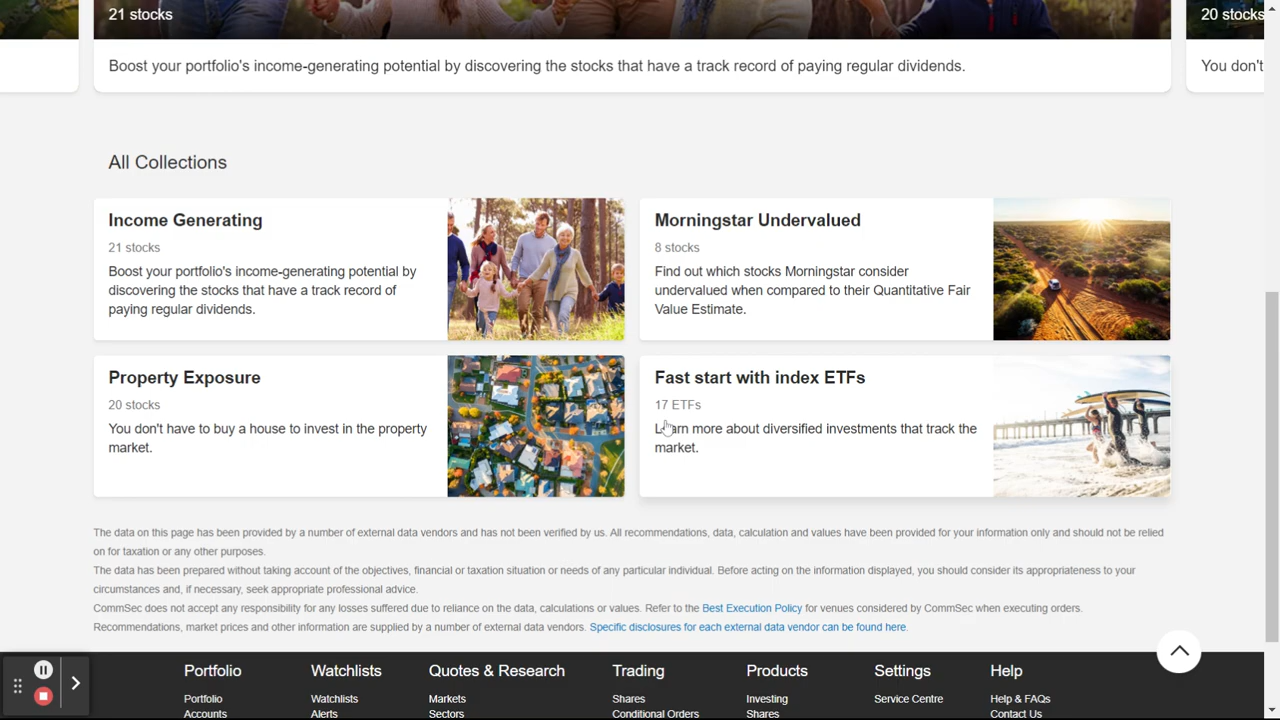 21 stocks
20 stocks
Boost your portfolio's income-generating potential by discovering the stocks that have a track record of paying regular dividends.
You don't
All Collections
Income Generating
21 stocks
Boost your portfolio's income-generating potential by
discovering the stocks that have a track record of
paying regular dividends.
Morningstar Undervalued
8 stocks
Find out which stocks Morningstar consider
undervalued when compared to their Quantitative Fair
Value Estimate.
Property Exposure
20 stocks
You don't have to buy a house to invest in the property
market.
Fast start with index ETFs
17 ETFs
Learn more about diversified investments that track the
market.
The data on this page has been provided by a number of external data vendors and has not been verified by us. All recommendations, data, calculation and values have been provided for your information only and should not be relied
on for taxation or any other purposes.
The data has been prepared without taking account of the objectives, financial or taxation situation or needs of any particular individual. Before acting on the information displayed, you should consider its appropriateness to your
circumstances and, if necessary, seek appropriate professional advice.
CommSec does not accept any responsibility for any losses suffered due to reliance on the data, calculations or values. Refer to the Best Execution Policy for venues considered by CommSec when executing orders.
Recommendations, market prices and other information are supplied by a number of external data vendors. Specific disclosures for each external data vendor can be found here.
Portfolio Watchlists Quotes & Research Trading Products Settings Help
Portfolio Watchlists Markets Shares Investing Service Centre Help & FAQs
Accounts Alerts Sectors Conditional Orders Shares Contact Us